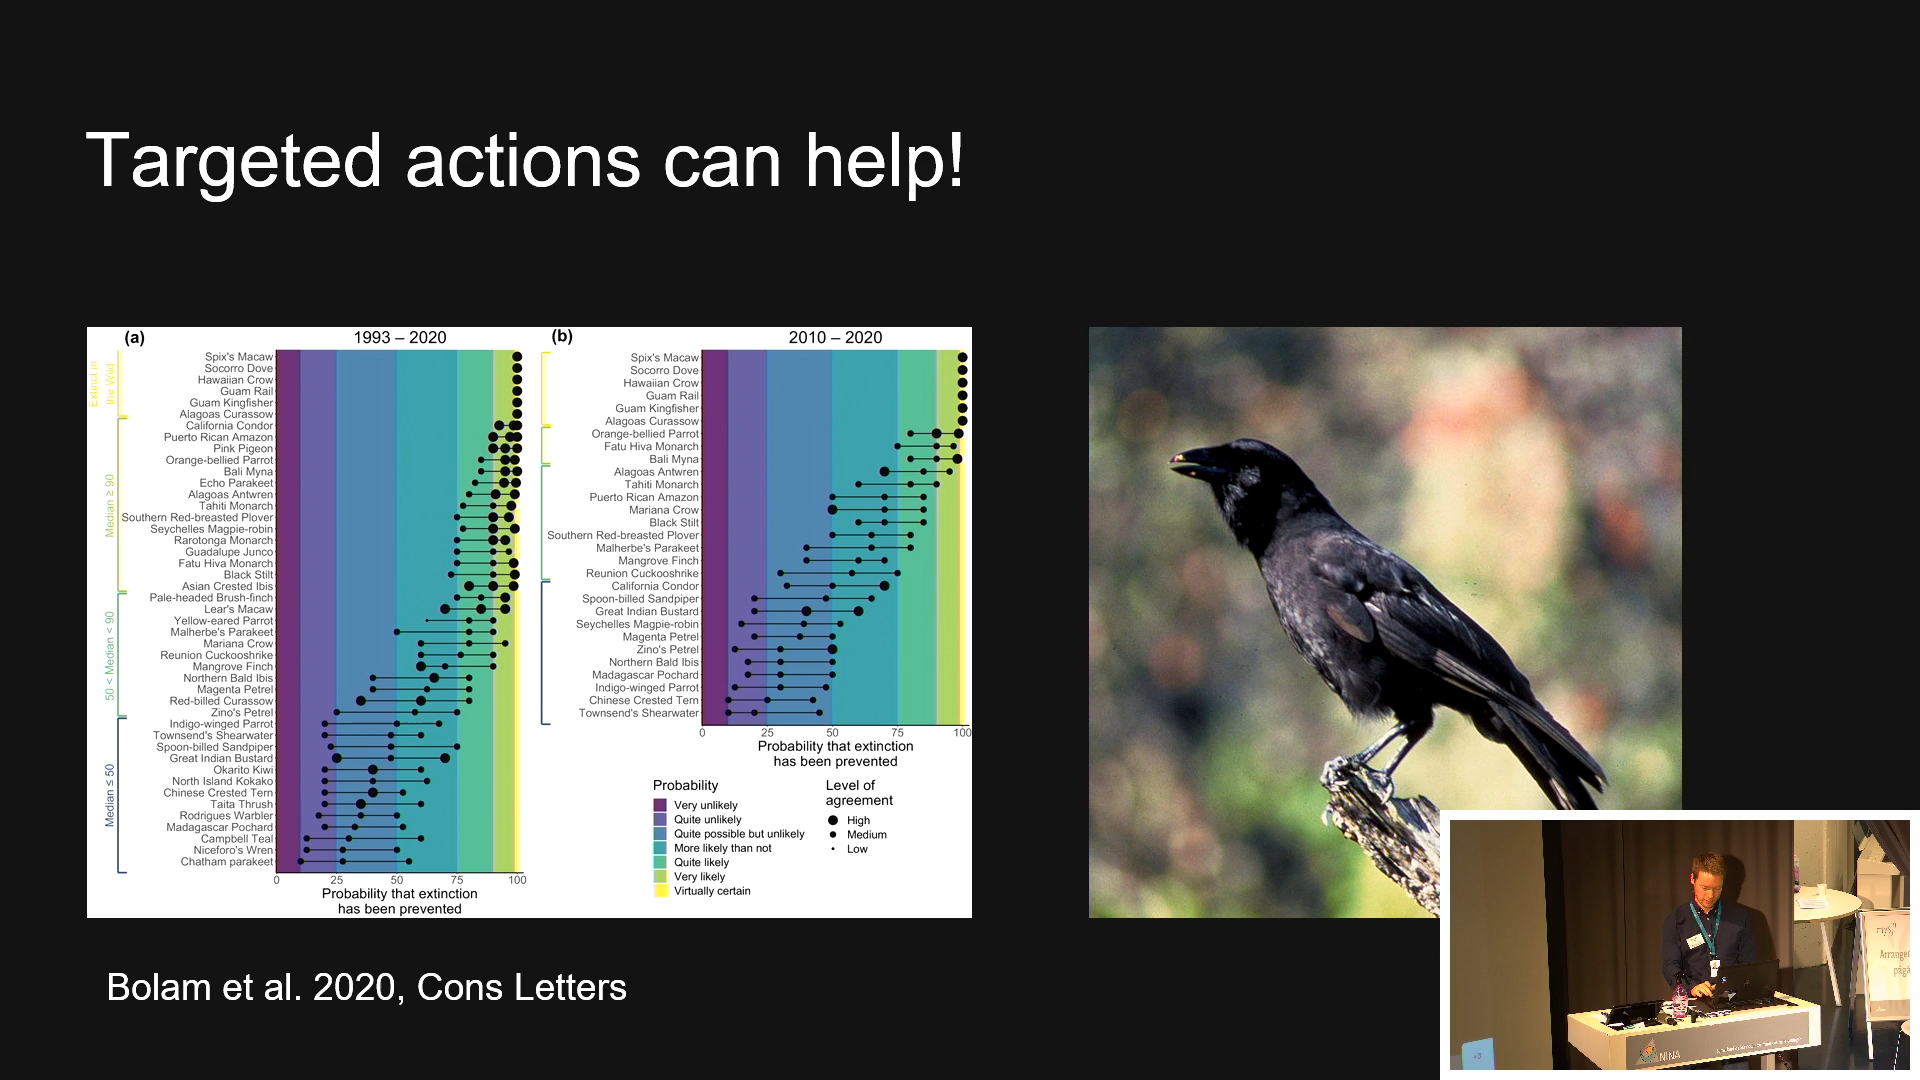 Targeted actions can help!
(a)
1993 – 2020
Extinct in
the Wild
Median ≥ 90
50 < Median < 90
Median ≤ 50
Spix's Macaw
Socorro Dove
Hawaiian Crow
Guam Rail
Guam Kingfisher
Alagoas Curassow
California Condor
Puerto Rican Amazon
Pink Pigeon
Orange-bellied Parrot
Bali Myna
Echo Parakeet
Alagoas Antwren
Tahiti Monarch
Southern Red-breasted Plover
Seychelles Magpie-robin
Rarotonga Monarch
Guadalupe Junco
Fatu Hiva Monarch
Black Stilt
Asian Crested Ibis
Pale-headed Brush-finch
Lear's Macaw
Yellow-eared Parrot
Malherbe's Parakeet
Mariana Crow
Reunion Cuckooshrike
Mangrove Finch
Northern Bald Ibis
Magenta Petrel
Red-billed Curassow
Zino's Petrel
Indigo-winged Parrot
Townsend's Shearwater
Spoon-billed Sandpiper
Great Indian Bustard
Okarito Kiwi
North Island Kokako
Chinese Crested Tern
Taita Thrush
Rodrigues Warbler
Madagascar Pochard
Campbell Teal
Niceforo's Wren
Chatham parakeet
0 25 50 75 100
Probability that extinction
has been prevented
(b)
2010 – 2020
Spix's Macaw
Socorro Dove
Hawaiian Crow
Guam Rail
Guam Kingfisher
Alagoas Curassow
Orange-bellied Parrot
Fatu Hiva Monarch
Bali Myna
Alagoas Antwren
Tahiti Monarch
Puerto Rican Amazon
Mariana Crow
Black Stilt
Southern Red-breasted Plover
Malherbe's Parakeet
Mangrove Finch
Reunion Cuckooshrike
California Condor
Spoon-billed Sandpiper
Great Indian Bustard
Seychelles Magpie-robin
Magenta Petrel
Zino's Petrel
Northern Bald Ibis
Madagascar Pochard
Indigo-winged Parrot
Chinese Crested Tern
Townsend's Shearwater
0 25 50 75 100
Probability that extinction
has been prevented
Probability
Very unlikely
Quite unlikely
Quite possible but unlikely
More likely than not
Quite likely
Very likely
Virtually certain
Level of
agreement
High
Medium
Low
Bolam et al. 2020, Cons Letters
NINA